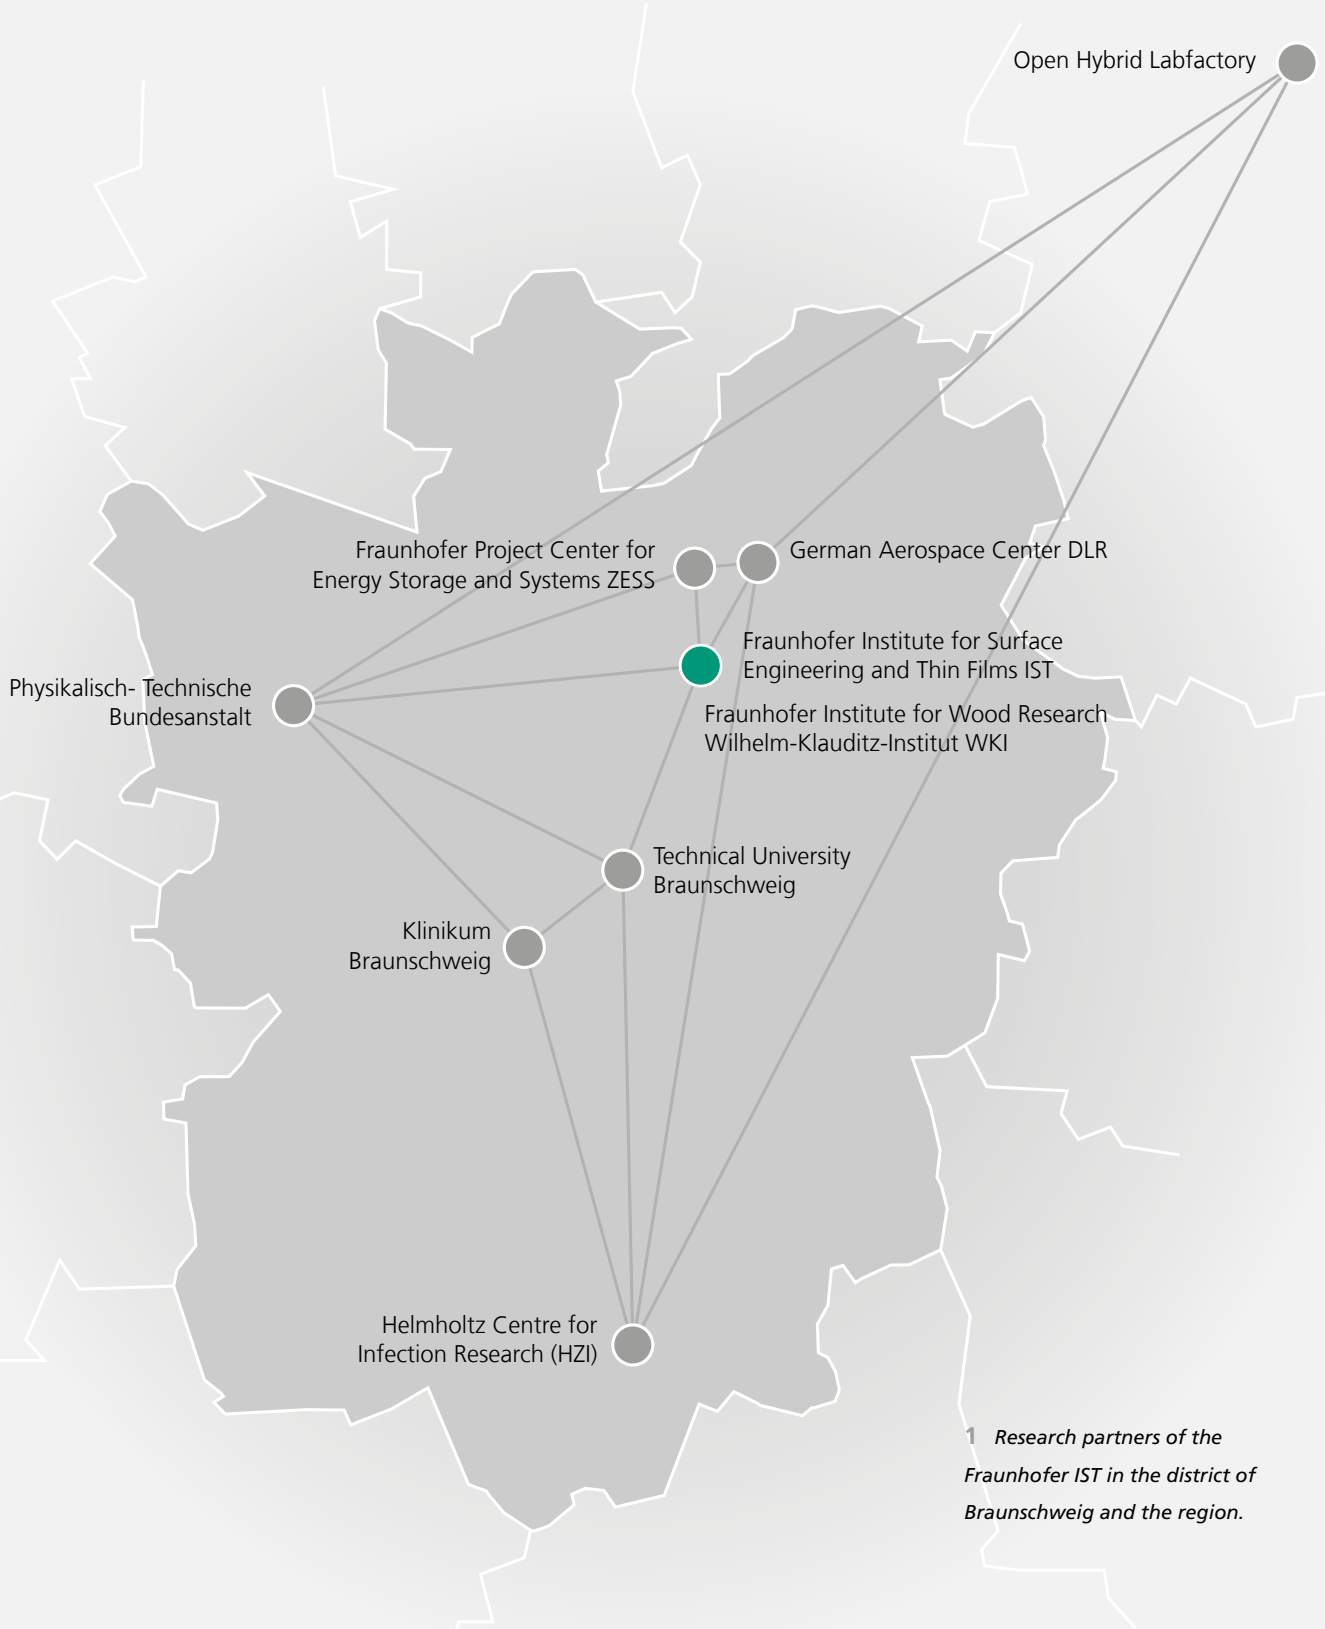 Open Hybrid Labfactory
Fraunhofer Project Center for
Energy Storage and Systems ZESS
German Aerospace Center DLR
Fraunhofer Institute for Surface
Engineering and Thin Films IST
Physikalisch- Technische
Bundesanstalt
Fraunhofer Institute for Wood Research
Wilhelm-Klauditz-Institut WKI
Technical University
Braunschweig
Klinikum
Braunschweig
Helmholtz Centre for
Infection Research (HZI)
1 Research partners of the
Fraunhofer IST in the district of
Braunschweig and the region.